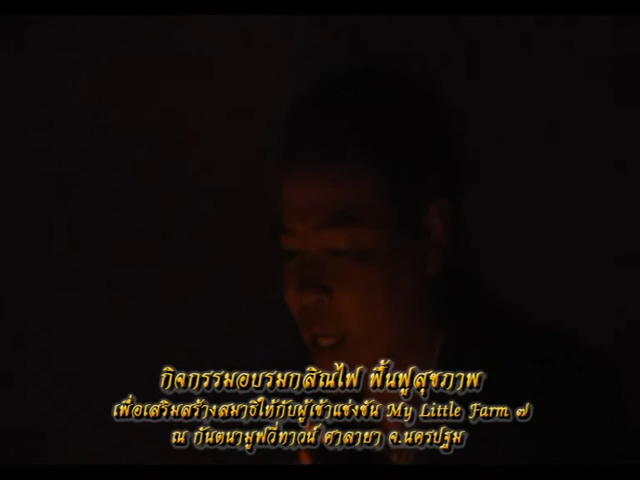 กิจกรรมอบรมกสิณไฟ ฟื้นฟูสุขภาพ
เพื่อเสริมสร้างสมาธิให้กับผู้เข้าแข่งขัน My Little Farm ๗
ณ กันตนามูฟวี่ทาวน์ ศาลายา จ.นครปฐม